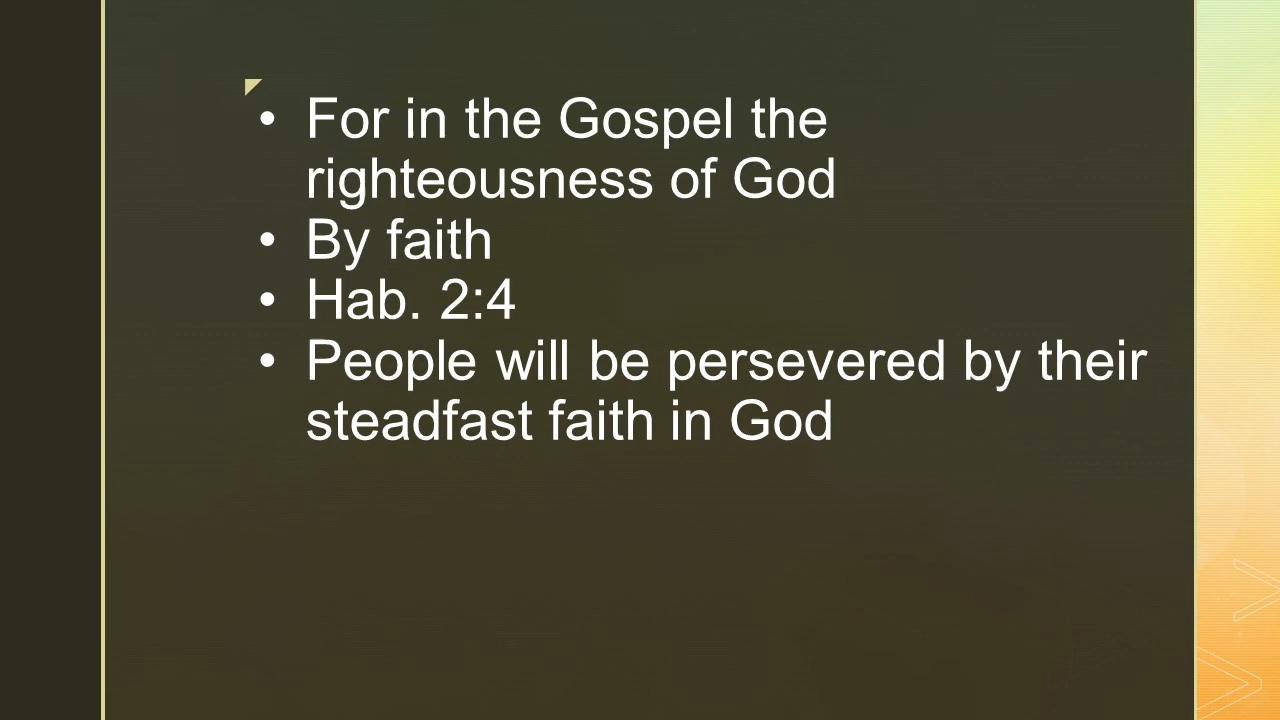 • For in the Gospel the
righteousness of God
• By faith
• Hab. 2:4
• People will be persevered by their
steadfast faith in God